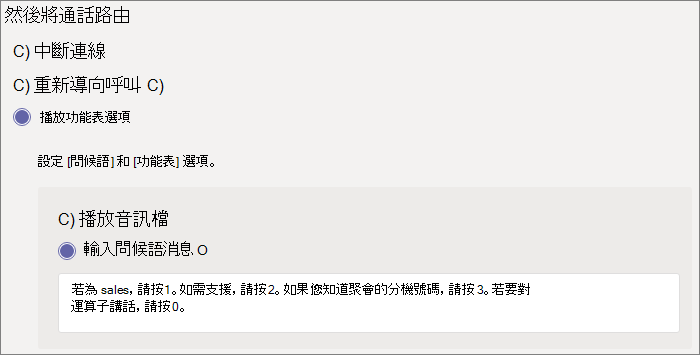 然後將通話路由
C) 中斷連線
C) 重新導向呼叫 C)
播放功能表選項
設定 [問候語] 和 [功能表] 選項。
C) 播放音訊檔
輸入問候語消息 O
若為 sales, 請按1。如需支援, 請按2。如果您知道聚會的分機號碼, 請按 3。若要對
運算子講話, 請按0。